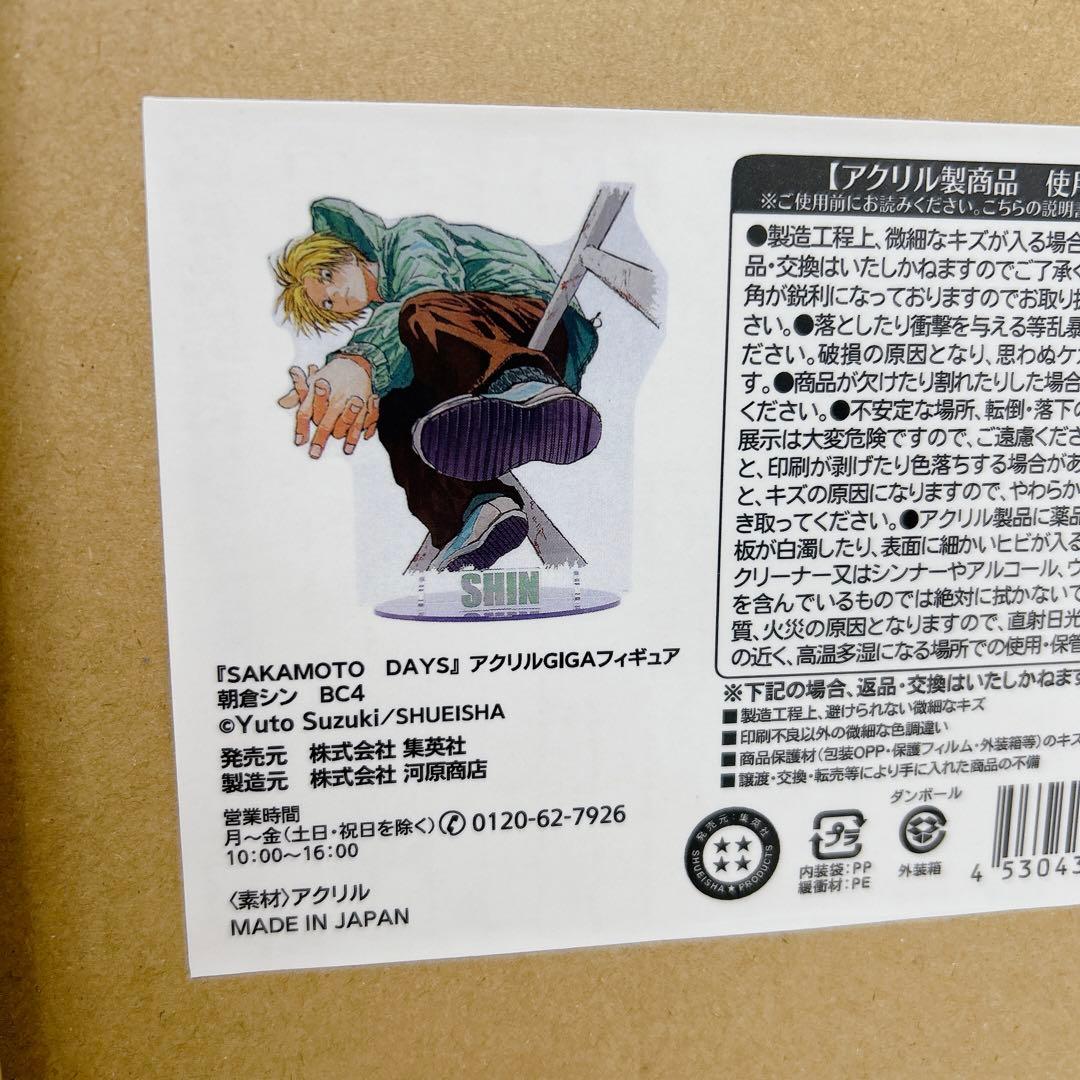 SHIN
『SAKAMOTO DAYS』アクリルGIGAフィギュア
朝倉シン BC4
©Yuto Suzuki/SHUEISHA
発売元 株式会社 集英社
製造元 株式会社 河原商店
営業時間
月〜金(土日・祝日を除く) 0120-62-7926
10:00〜16:00
〈素材〉アクリル
MADE IN JAPAN
【アクリル製商品 使用
※ご使用前にお読みください。こちらの説明
●製造工程上、微細なキズが入る場合
品・交換はいたしかねますのでご了承く
角が鋭利になっておりますのでお取り扱
さい。●落としたり衝撃を与える等乱暴
ださい。破損の原因となり、思わぬケガ
す。●商品が欠けたり割れたりした場合
ください。●不安定な場所、転倒・落下の
展示は大変危険ですので、ご遠慮くださ
と、印刷が剥げたり色落ちする場合があ
と、キズの原因になりますので、やわらか
き取ってください。●アクリル製品に薬品
板が白濁したり、表面に細かいヒビが入る
クリーナー又はシンナーやアルコール、
を含んでいるものでは絶対に拭かないで
質、火災の原因となりますので、直射日光
の近く、高温多湿になる場所での使用・保管
※下記の場合、返品・交換はいたしかねます
■製造工程上、避けられない微細なキズ
■印刷不良以外の微細な色調違い
■商品保護材(包装OPP・保護フィルム・外装箱等)のキズ
■譲渡・交換・転売等により手に入れた商品の不備
発売元:集英社
SHUEISHA★PRODUCTS
プラ
内装袋:PP
緩衝材:PE
ダンボール
外装箱
4 53043